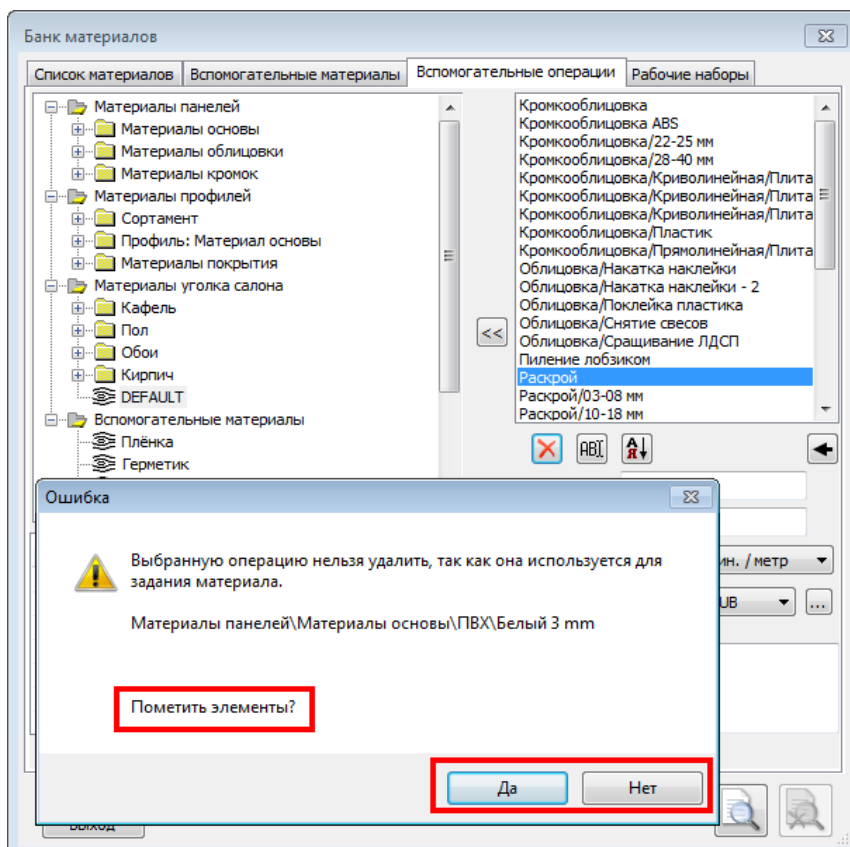 Банк материалов
Список материалов
Вспомогательные материалы
Вспомогательные операции
Рабочие наборы
Материалы панелей
Материалы основы
Материалы облицовки
Материалы кромок
Материалы профилей
Сортамент
Профиль: Материал основы
Материалы покрытия
Материалы уголка салона
Кафель
Пол
Обои
Кирпич
DEFAULT
Вспомогательные материалы
Плёнка
Герметик
<<
Кромкооблицовка
Кромкооблицовка ABS
Кромкооблицовка/22-25 мм
Кромкооблицовка/28-40 мм
Кромкооблицовка/Криволинейная/Плита
Кромкооблицовка/Криволинейная/Плита
Кромкооблицовка/Криволинейная/Плита
Кромкооблицовка/Пластик
Кромкооблицовка/Прямолинейная/Плита
Облицовка/Накатка наклейки
Облицовка/Накатка наклейки - 2
Облицовка/Поклейка пластика
Облицовка/Снятие свесов
Облицовка/Сращивание ЛДСП
Пиление лобзиком
Раскрой
Раскрой/03-08 мм
Раскрой/10-18 мм
ABI
АЯ
ин. / метр
UB
...
Ошибка
Выбранную операцию нельзя удалить, так как она используется для
задания материала.
Материалы панелей\Материалы основы\ПВХ\Белый 3 mm
Пометить элементы?
Да
Нет
Выход